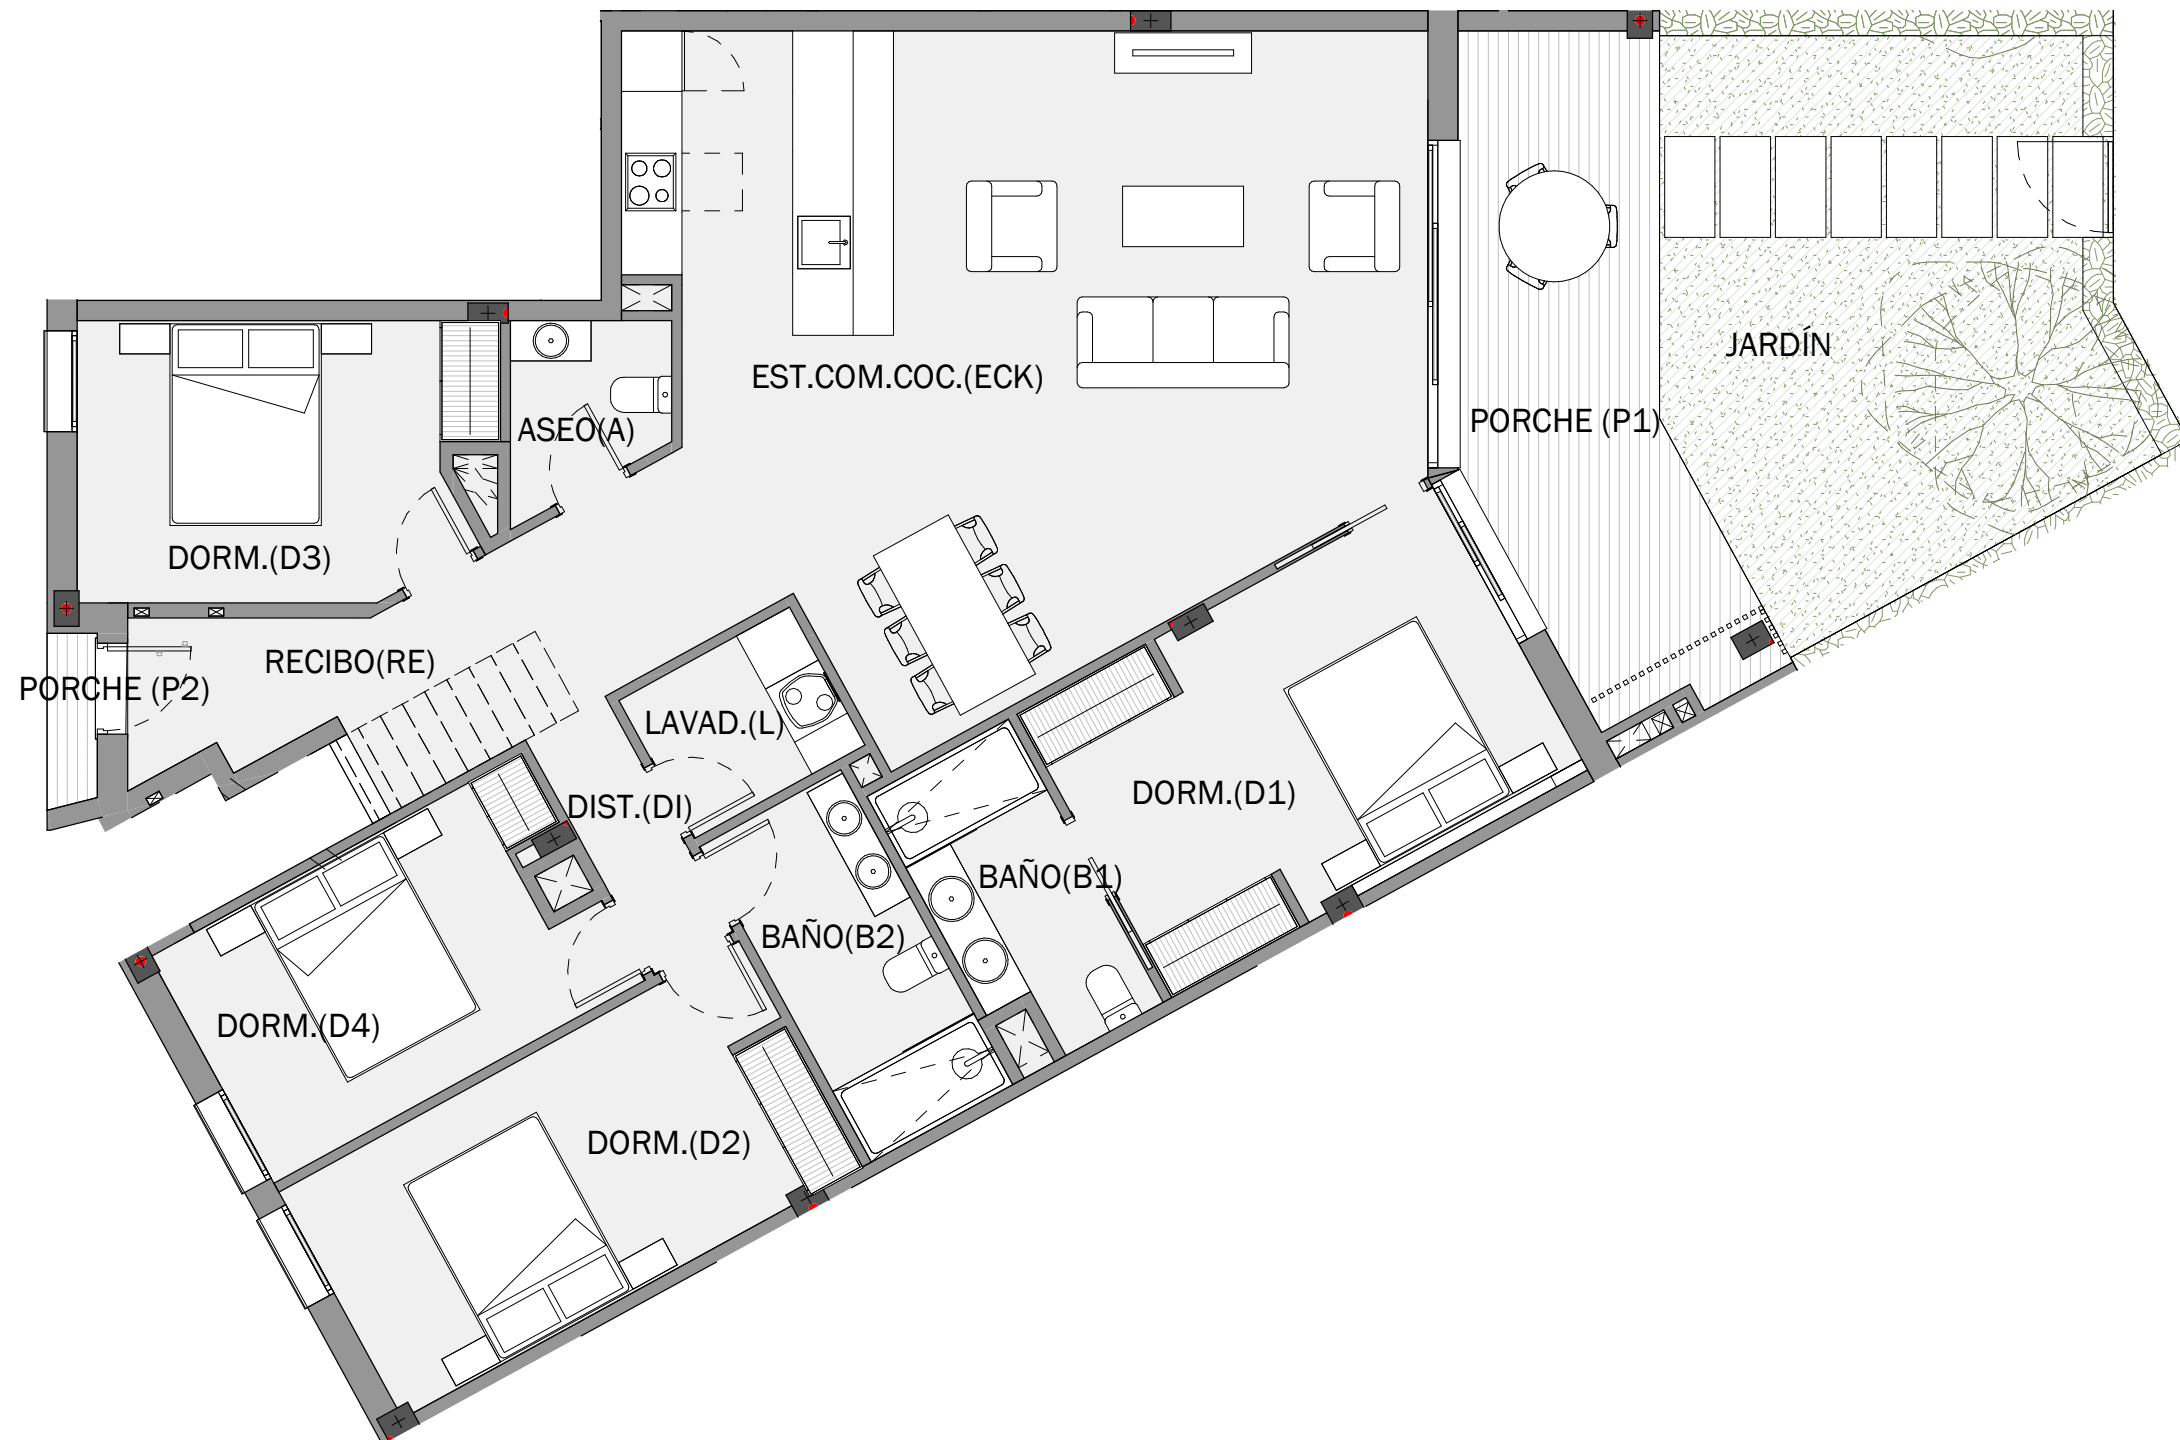 JARDÍN
EST.COM.COC.(ECK)
PORCHE (P1)
ASEO(A)
DORM.(D3)
RECIBO(RE)
PORCHE (P2)
LAVAD.(L)
DORM.(D1)
DIST.(DI)
BAÑO(B1)
BAÑO(B2)
DORM.(D4)
DORM.(D2)